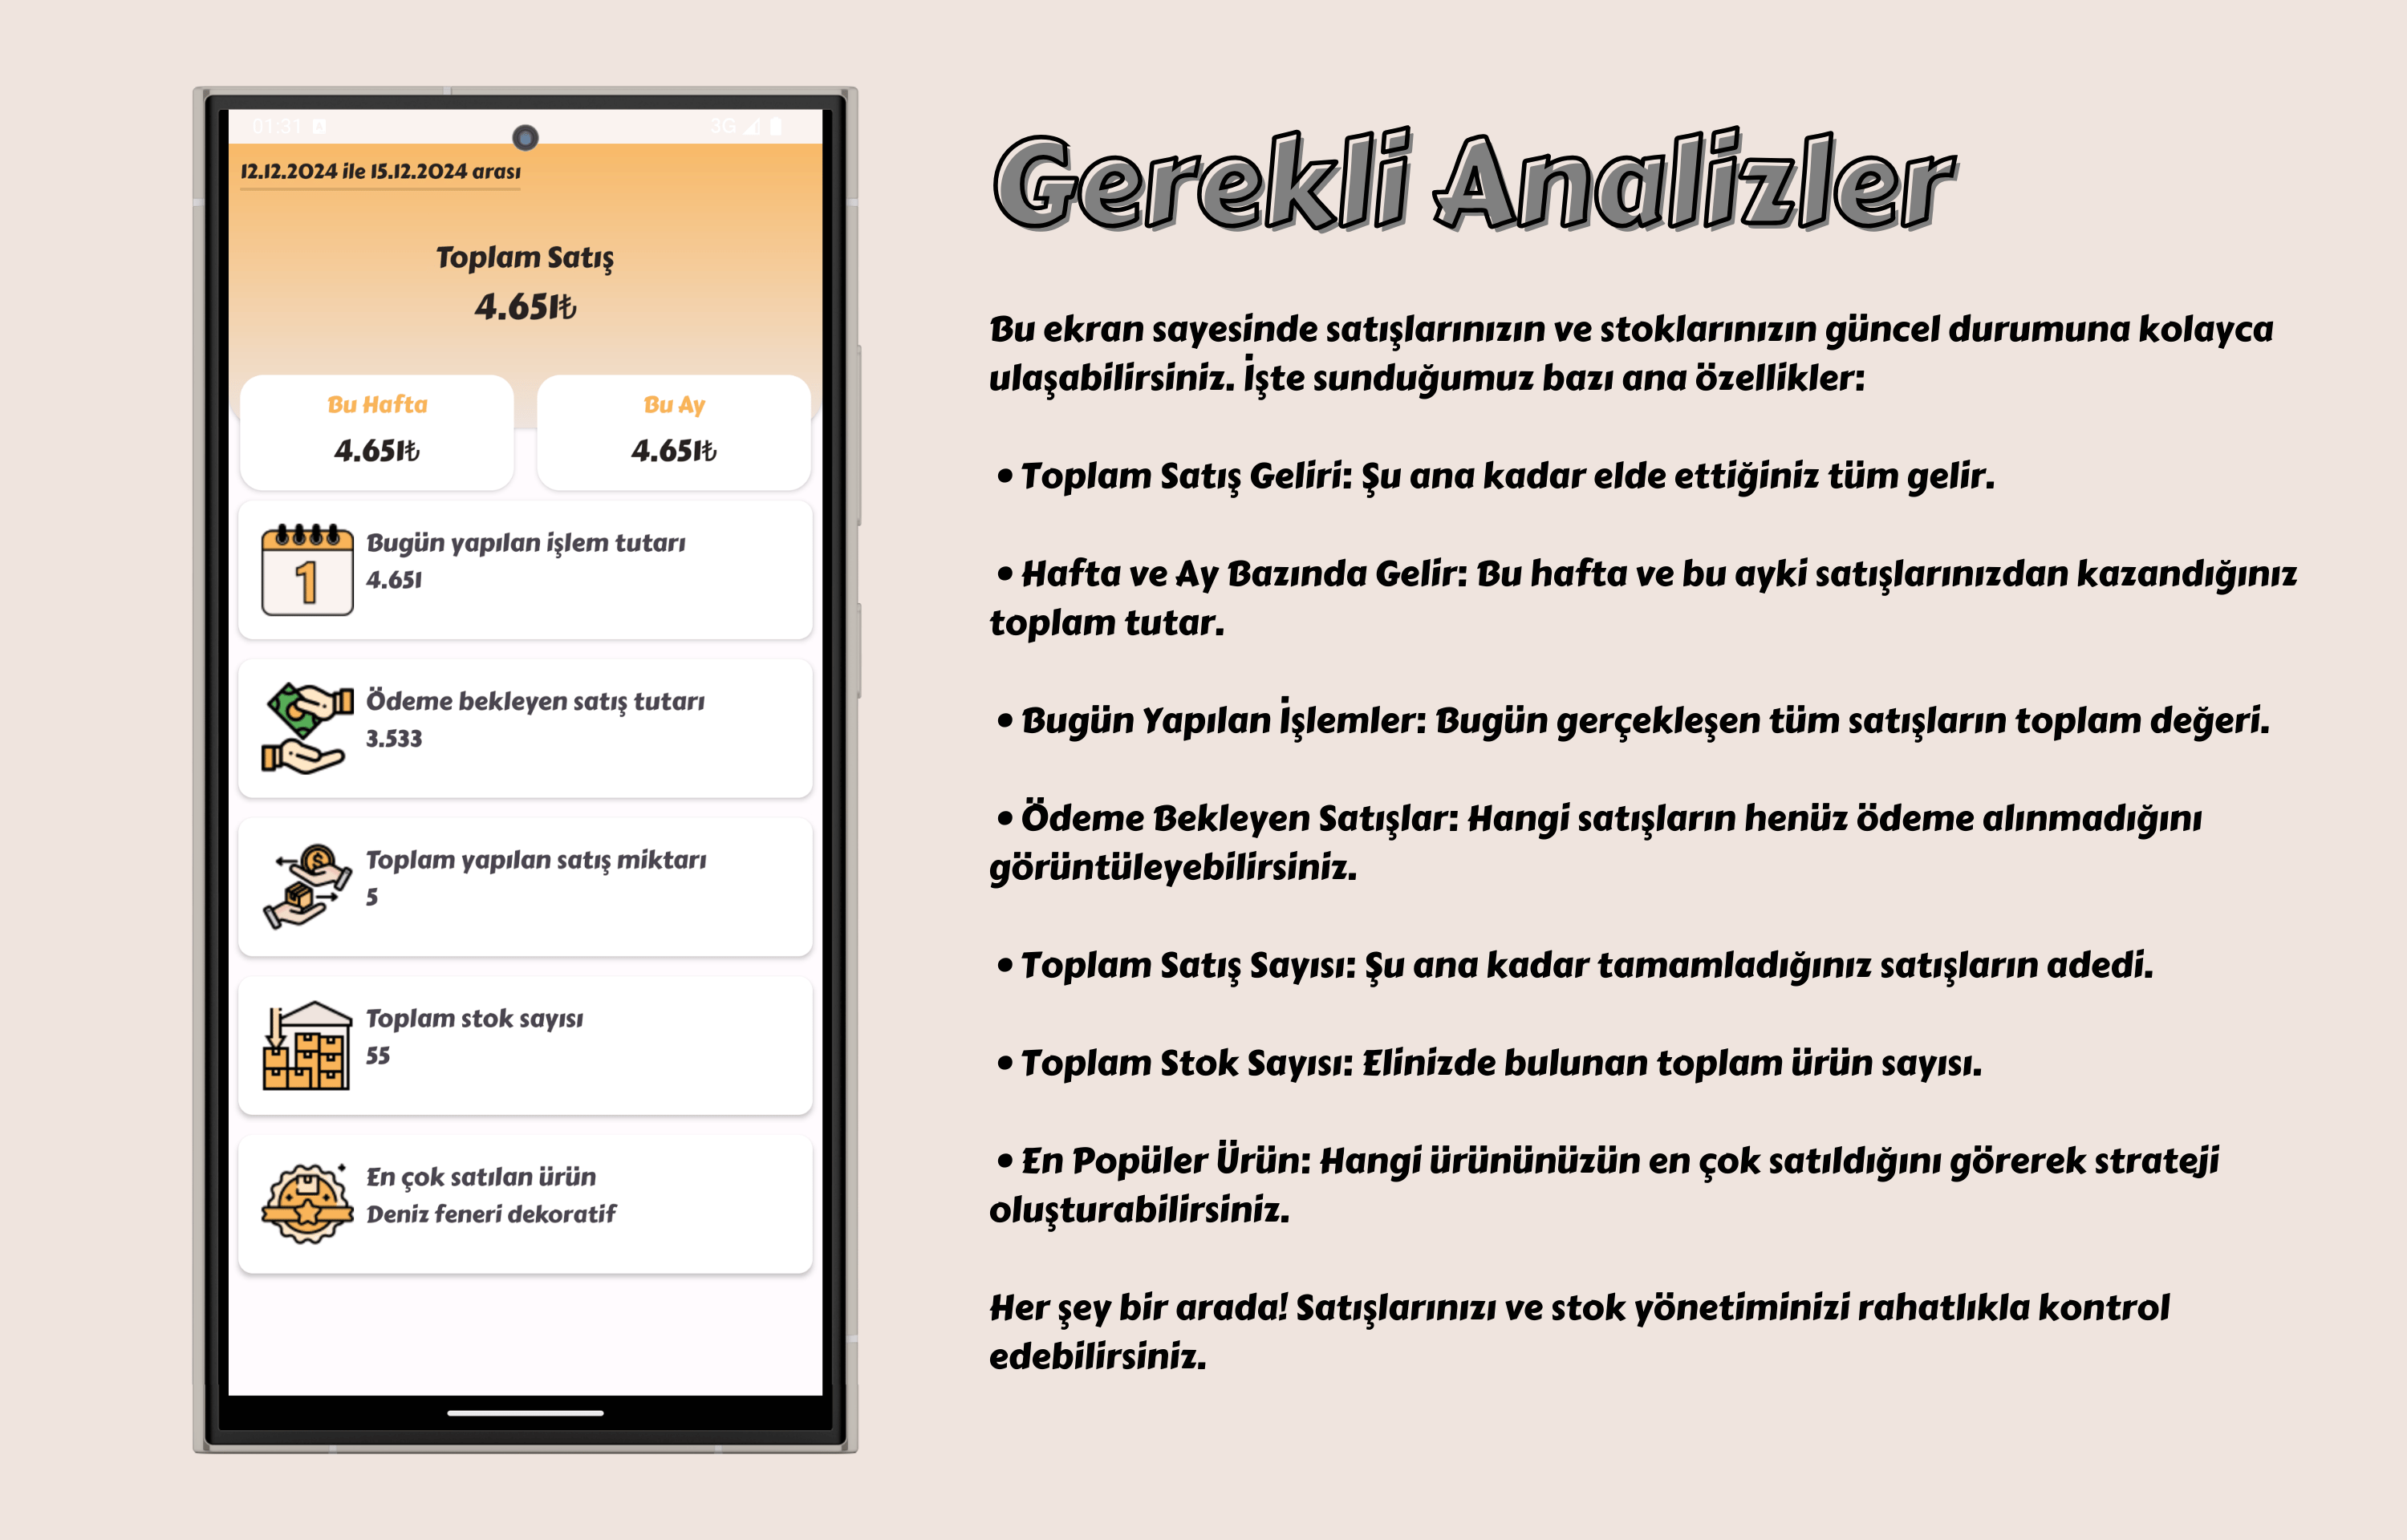 01:31 A 3G
12.12.2024 ile 15.12.2024 arası
Toplam Satış
4.651₺
Bu Hafta
4.651₺
Bu Ay
4.651₺
1
Bugün yapılan işlem tutarı
4.651
Ödeme bekleyen satış tutarı
3.533
Toplam yapılan satış miktarı
5
Toplam stok sayısı
55
En çok satılan ürün
Deniz feneri dekoratif
Gerekli Analizler
Bu ekran sayesinde satışlarınızın ve stoklarınızın güncel durumuna kolayca
ulaşabilirsiniz. İşte sunduğumuz bazı ana özellikler:
• Toplam Satış Geliri: Şu ana kadar elde ettiğiniz tüm gelir.
• Hafta ve Ay Bazında Gelir: Bu hafta ve bu ayki satışlarınızdan kazandığınız
toplam tutar.
• Bugün Yapılan İşlemler: Bugün gerçekleşen tüm satışların toplam değeri.
• Ödeme Bekleyen Satışlar: Hangi satışların henüz ödeme alınmadığını
görüntüleyebilirsiniz.
• Toplam Satış Sayısı: Şu ana kadar tamamladığınız satışların adedi.
• Toplam Stok Sayısı: Elinizde bulunan toplam ürün sayısı.
• En Popüler Ürün: Hangi ürününüzün en çok satıldığını görerek strateji
oluşturabilirsiniz.
Her şey bir arada! Satışlarınızı ve stok yönetiminizi rahatlıkla kontrol
edebilirsiniz.